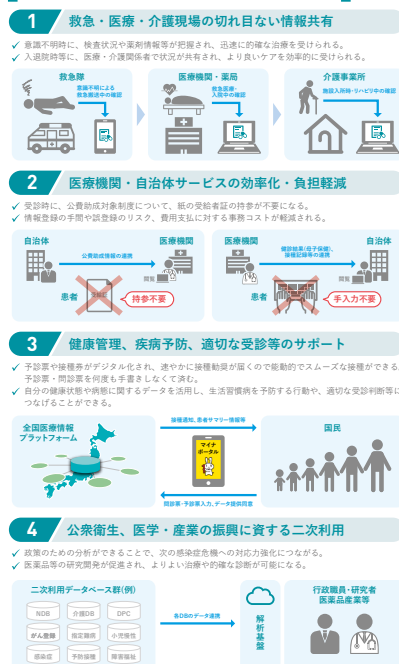 1 救急・医療・介護現場の切れ目ない情報共有
✓ 意識不明時に、検査状況や薬剤情報等が把握され、迅速に的確な治療を受けられる。
✓ 入退院時等に、医療・介護関係者で状況が共有され、より良いケアを効率的に受けられる。
救急隊
意識不明による
救急搬送中の確認
医療機関・薬局
救急医療・
入院中の確認
介護事業所
施設入所時・リハビリ中の確認
2 医療機関・自治体サービスの効率化・負担軽減
✓ 受診時に、公費助成対象制度について、紙の受給者証の持参が不要になる。
✓ 情報登録の手間や誤登録のリスク、費用支払に対する事務コストが軽減される。
自治体
公費助成情報の連携
医療機関
閲覧
患者
持参不要
医療機関
健診結果(母子保健)、
接種記録等の連携
自治体
閲覧
患者
手入力不要
3 健康管理、疾病予防、適切な受診等のサポート
✓ 予診票や接種券がデジタル化され、速やかに接種勧奨が届くので能動的でスムーズな接種ができる。
予診票・問診票を何度も手書きしなくて済む。
✓ 自分の健康状態や病態に関するデータを活用し、生活習慣病を予防する行動や、適切な受診判断等に
つなげることができる。
全国医療情報
プラットフォーム
接種通知、患者サマリー情報等
マイナ
ポータル
問診票・予診票入力、データ提供同意
国民
4 公衆衛生、医学・産業の振興に資する二次利用
✓ 政策のための分析ができることで、次の感染症危機への対応力強化につながる。
✓ 医薬品等の研究開発が促進され、よりよい治療や的確な診断が可能になる。
二次利用データベース群(例)
NDB 介護DB DPC
がん登録 指定難病 小児慢性
感染症 予防接種 障害福祉
各DBのデータ連携
解析基盤
行政職員・研究者
医薬品産業等